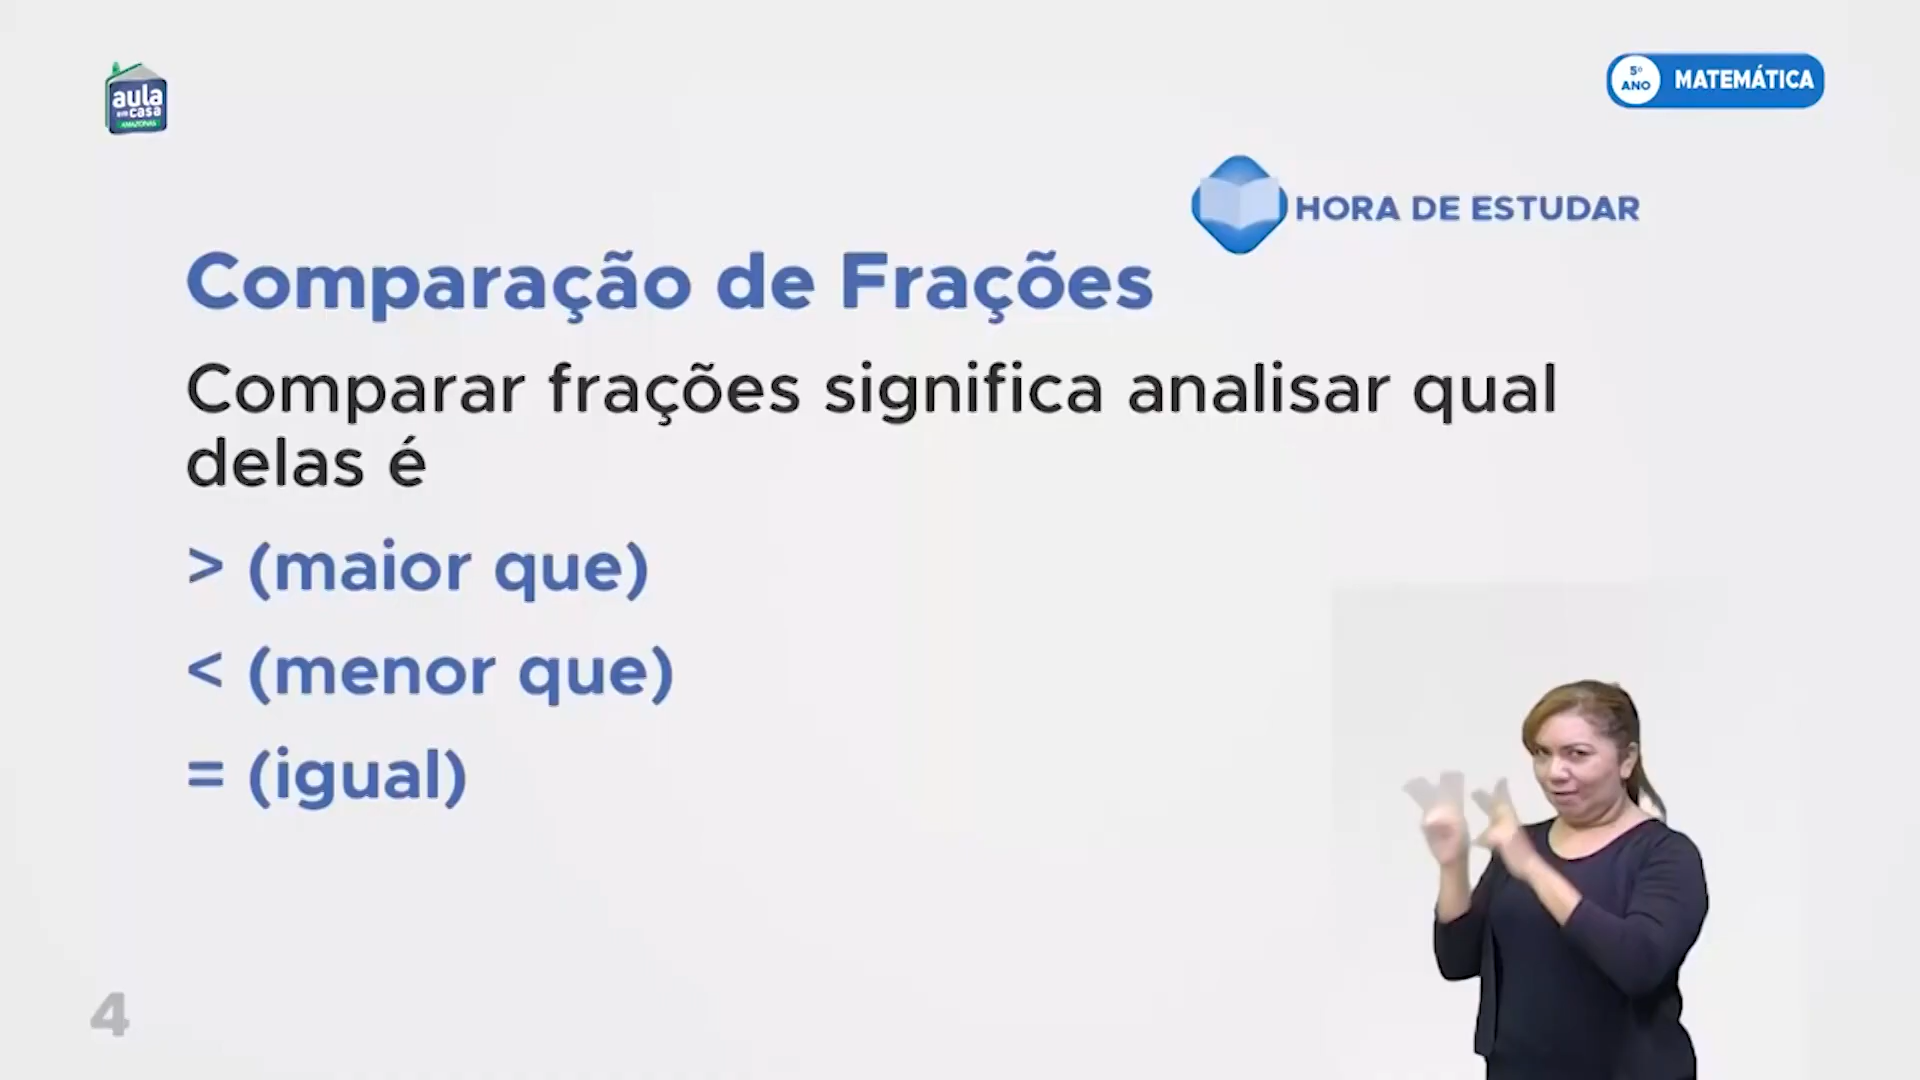 aula
em casa
AMAZONAS
5º
ANO
MATEMÁTICA
HORA DE ESTUDAR
Comparação de Frações
Comparar frações significa analisar qual
delas é
> (maior que)
< (menor que)
= (igual)
4